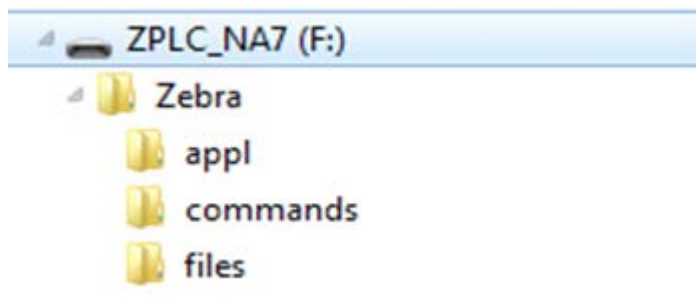 ZPLC_NA7 (F:)
Zebra
appl
commands
files